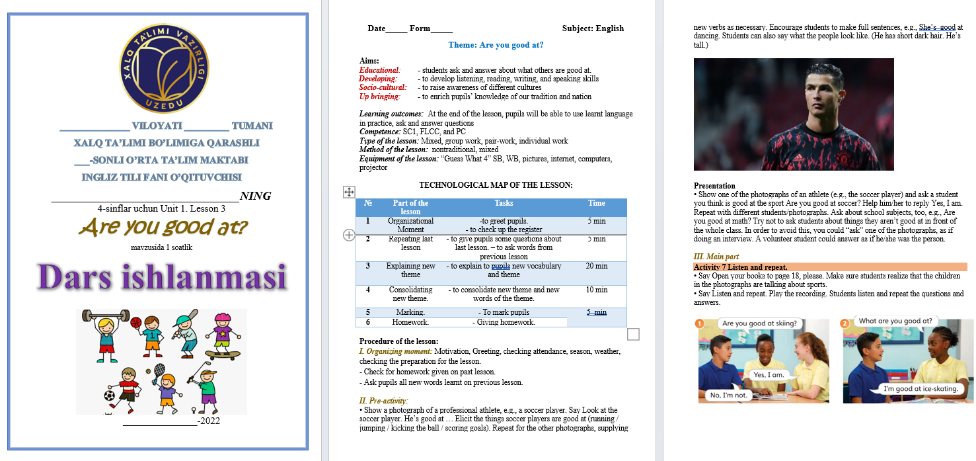 XALQ TALIMI VAZIRLIGI
UZEDU
____________ VILOYATI ________ TUMANI
XALQ TA'LIMI BO'LIMIGA QARASHLI
___-SONLI O'RTA TA'LIM MAKTABI
INGLIZ TILI FANI O'QITUVCHISI
______________________________NING
4-sinflar uchun Unit 1. Lesson 3
Are you good at?
mavzusida 1 soatlik
Dars ishlanmasi
_______________-2022
Date_____ Form_____ Subject: English
Theme: Are you good at?
Aims:
Educational: - students ask and answer about what others are good at.
Developing: - to develop listening, reading, writing, and speaking skills
Socio-cultural: - to raise awareness of different cultures
Up bringing: - to enrich pupils' knowledge of our tradition and nation
Learning outcomes: At the end of the lesson, pupils will be able to use learnt language
in practice, ask and answer questions
Competence: SC1, FLCC, and PC
Type of the lesson: Mixed, group work, pair-work, individual work
Method of the lesson: nontraditional, mixed
Equipment of the lesson: "Guess What 4" SB, WB, pictures, internet, computers,
projector
TECHNOLOGICAL MAP OF THE LESSON:
№ Part of the lesson Tasks Time
1 Organizational Moment -to greet pupils. - to check up the register 5 min
2 Repeating last lesson - to give pupils some questions about last lesson. – to ask words from previous lesson 5 min
3 Explaining new theme - to explain to pupils new vocabulary and theme 20 min
4 Consolidating new theme. - to consolidate new theme and new words of the theme. 10 min
5 Marking. - To mark pupils 5 min
6 Homework. - Giving homework.
Procedure of the lesson:
I. Organizing moment: Motivation, Greeting, checking attendance, season, weather,
checking the preparation for the lesson.
- Check for homework given on past lesson.
- Ask pupils all new words learnt on previous lesson.
II. Pre-activity:
• Show a photograph of a professional athlete, e.g., a soccer player. Say Look at the
soccer player. He's good at … Elicit the things soccer players are good at (running /
jumping / kicking the ball / scoring goals). Repeat for the other photographs, supplying
new verbs as necessary. Encourage students to make full sentences, e.g., She's good at
dancing. Students can also say what the people look like. (He has short dark hair. He's
tall.)
Presentation
• Show one of the photographs of an athlete (e.g., the soccer player) and ask a student
you think is good at the sport Are you good at soccer? Help him/her to reply Yes, I am.
Repeat with different students/photographs. Ask about school subjects, too, e.g., Are
you good at math? Try not to ask students about things they aren't good at in front of
the whole class. In order to avoid this, you could "ask" one of the photographs, as if
doing an interview. A volunteer student could answer as if he/she was the person.
III. Main part
Activity 7 Listen and repeat.
• Say Open your books to page 18, please. Make sure students realize that the children
in the photographs are talking about sports.
• Say Listen and repeat. Play the recording. Students listen and repeat the questions and
answers.
1 Are you good at skiing?
Yes, I am.
No, I'm not.
2 What are you good at?
I'm good at ice-skating.